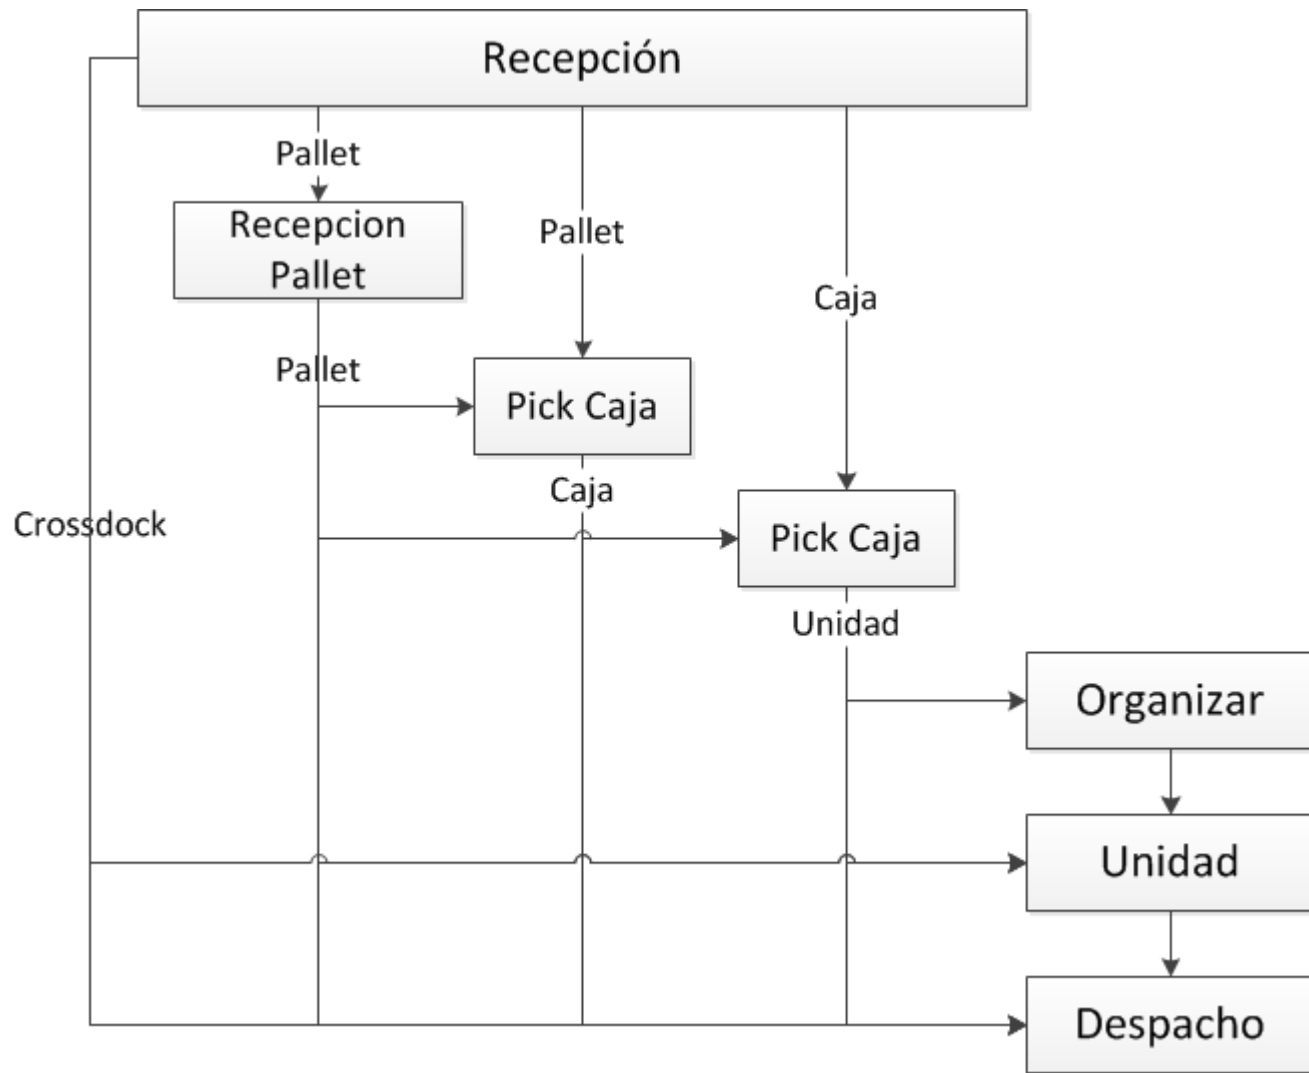 Recepción
Pallet
Recepcion
Pallet
Pallet
Caja
Pallet
Pick Caja
Caja
Crossdock
Pick Caja
Unidad
Organizar
Unidad
Despacho